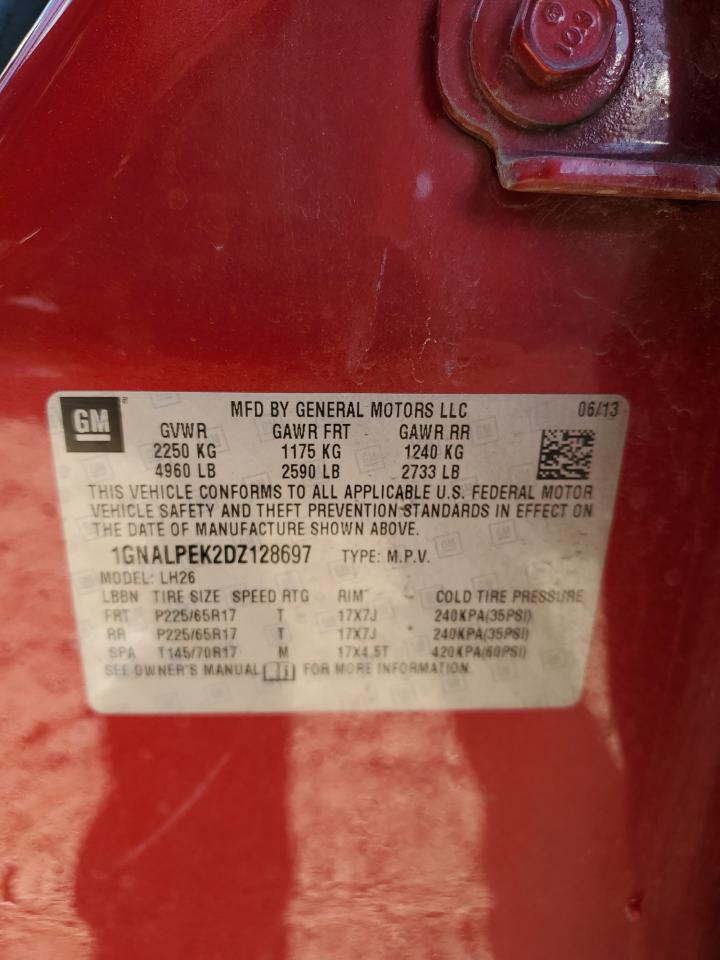 GM
MFD BY GENERAL MOTORS LLC 06/13
GVWR GAWR FRT GAWR RR
2250 KG 1175 KG 1240 KG
4960 LB 2590 LB 2733 LB
THIS VEHICLE CONFORMS TO ALL APPLICABLE U.S. FEDERAL MOTOR
VEHICLE SAFETY AND THEFT PREVENTION STANDARDS IN EFFECT ON
THE DATE OF MANUFACTURE SHOWN ABOVE.
1GNALPEK2DZ128697 TYPE: M.P.V.
MODEL: LH26
LBBN TIRE SIZE SPEED RTG RIM COLD TIRE PRESSURE
FRT P225/65R17 T 17X7J 240KPA(35PSI)
RR P225/65R17 T 17X7J 240KPA(35PSI)
SPA T145/70R17 M 17X4.5T 420KPA(60PSI)
SEE OWNER'S MANUAL FOR MORE INFORMATION